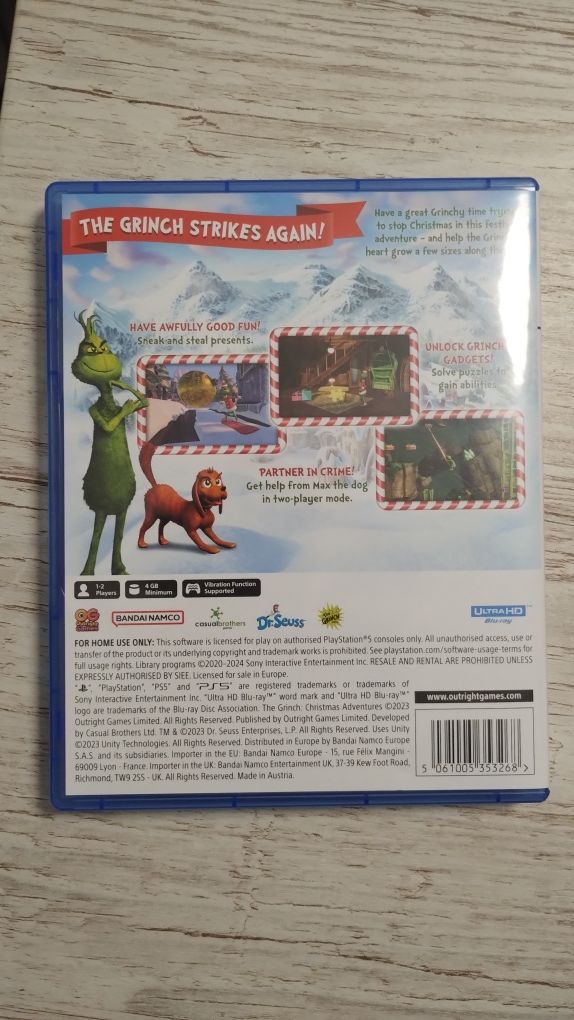 THE GRINCH STRIKES AGAIN!
Have a great Grinchy time
to stop Christmas in this
adventure - and help the
heart grow a few sizes along
HAVE AWFULLY GOOD FUN!
Sneak and steal presents.
UNLOCK GRINCH
GADGETS!
Solve puzzles to
gain abilities.
PARTNER IN CRIME!
Get help from Max the dog
in two-player mode.
1-2
Players
4 GB
Minimum
Vibration Function
Supported
OG
BANDAI NAMCO
casualbrothers
games
Dr. Seuss
ULTRA HD
Blu-ray
FOR HOME USE ONLY: This software is licensed for play on authorised PlayStation®5 consoles only. All unauthorised access, use or
transfer of the product or its underlying copyright and trademark works is prohibited. See playstation.com/software-usage-terms for
full usage rights. Library programs ©2020-2024 Sony Interactive Entertainment Inc. RESALE AND RENTAL ARE PROHIBITED UNLESS
EXPRESSLY AUTHORISED BY SIEE. Licensed for sale in Europe.
", "PlayStation", "PS5" and "PS5" are registered trademarks or trademarks of
Sony Interactive Entertainment Inc. "Ultra HD Blu-ray™" word mark and "Ultra HD Blu-ray™"
logo are trademarks of the Blu-ray Disc Association. The Grinch: Christmas Adventures ©2023
Outright Games Limited. All Rights Reserved. Published by Outright Games Limited. Developed
by Casual Brothers Ltd. TM & ©2023 Dr. Seuss Enterprises, L.P. All Rights Reserved. Uses Unity
©2023 Unity Technologies. All Rights Reserved. Distributed in Europe by Bandai Namco Europe
S.A.S. and its subsidiaries. Importer in the EU: Bandai Namco Europe - 15, rue Félix Mangini -
69009 Lyon - France. Importer in the UK: Bandai Namco Entertainment UK, 37-39 Kew Foot Road,
Richmond, TW9 2SS - UK. All Rights Reserved. Made in Austria.
www.outrightgames.com
5 061005 353268 >